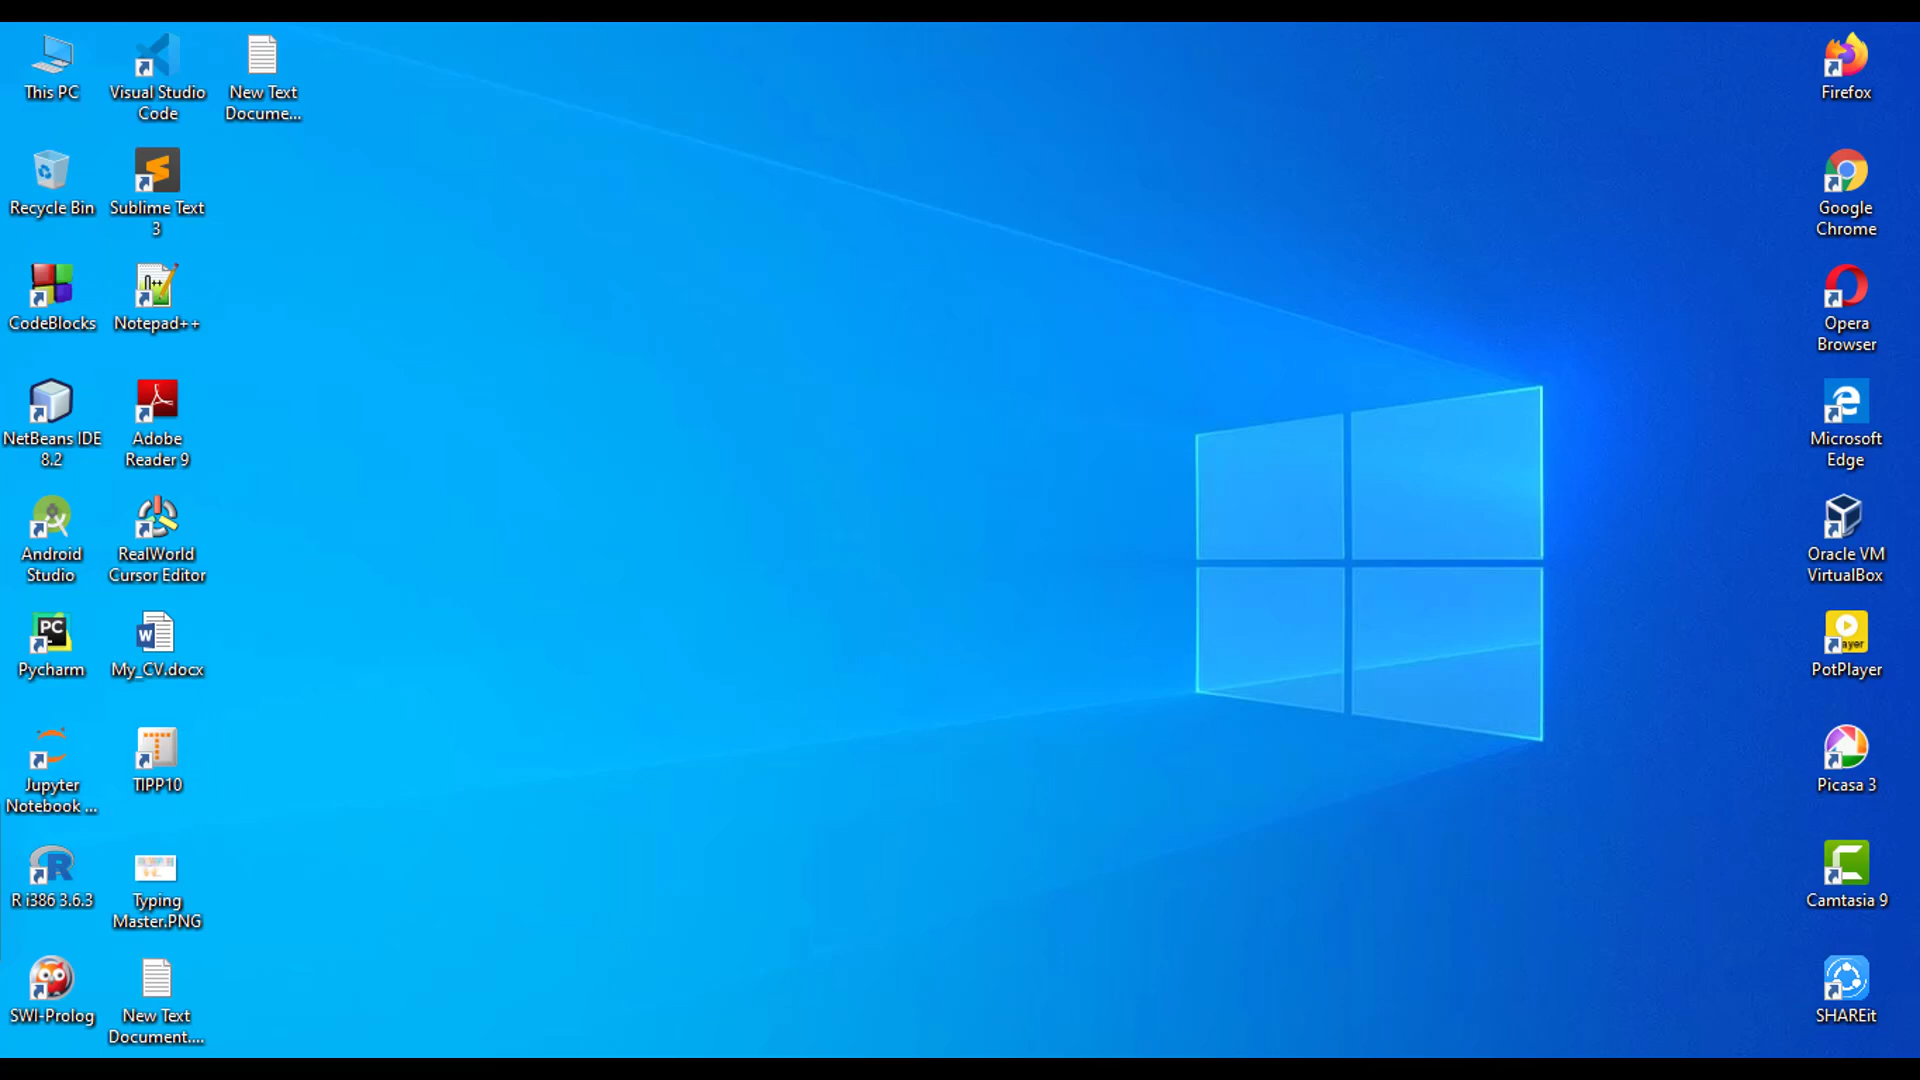 This PC
Visual Studio
Code
New Text
Docume...
Firefox
Recycle Bin
Sublime Text
3
Google
Chrome
CodeBlocks
Notepad++
Opera
Browser
NetBeans IDE
8.2
Adobe
Reader 9
Microsoft
Edge
Android
Studio
RealWorld
Cursor Editor
Oracle VM
VirtualBox
PC
Pycharm
W
My_CV.docx
ayer
PotPlayer
Jupyter
Notebook ...
T
TIPP10
Picasa 3
R
R i386 3.6.3
Typing
Master.PNG
C
Camtasia 9
SWI-Prolog
New Text
Document....
SHAREit